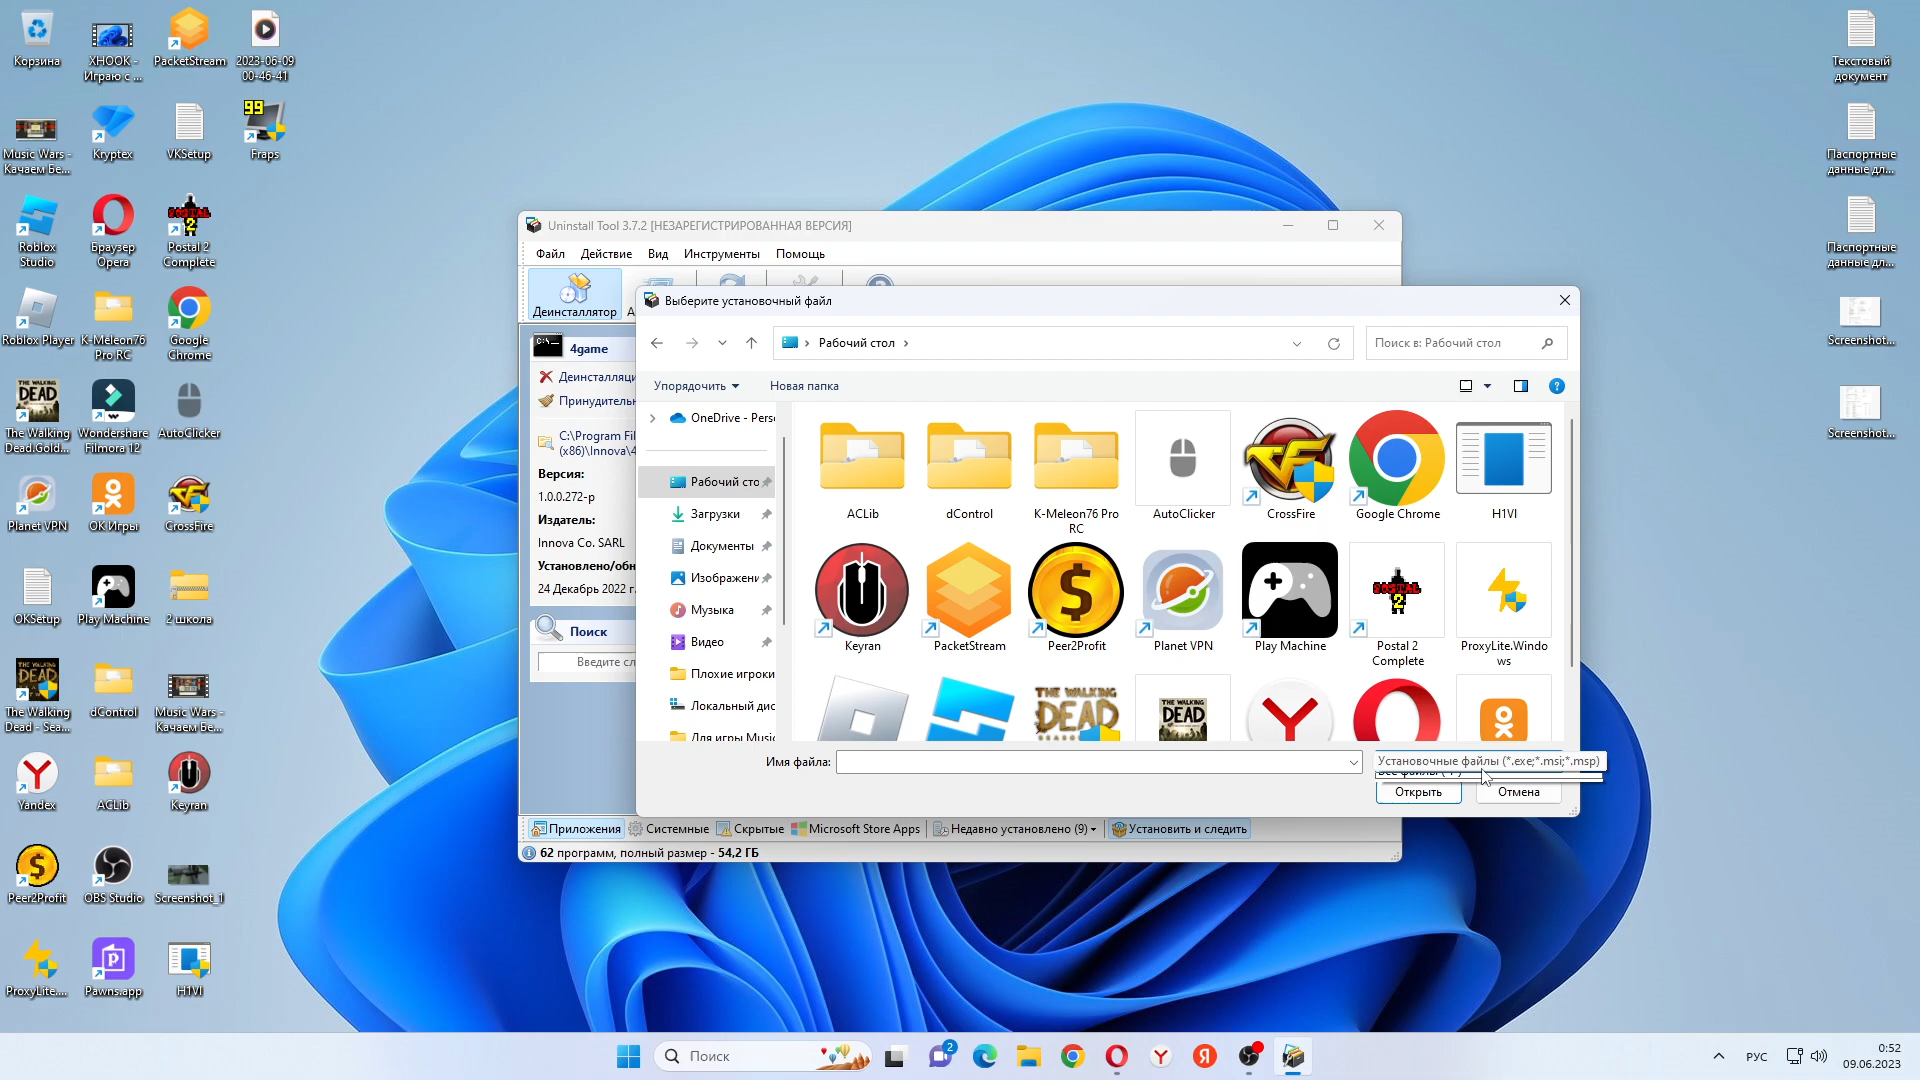 Корзина
XHOOK -
Играю с ...
PacketStream
2023-06-09
00-46-41
Текстовый
документ
Music Wars -
Качаем Бе...
Kryptex
VKSetup
99
Fraps
Паспортные
данные дл...
Roblox
Studio
Браузер
Opera
Postal 2
Complete
Паспортные
данные дл...
Roblox Player
K-Meleon76
Pro RC
Google
Chrome
Screenshot...
The Walking
Dead.Gold...
Wondershare
Filmora 12
AutoClicker
Screenshot...
Planet VPN
ОК Игры
CrossFire
OKSetup
Play Machine
2 школа
The Walking
Dead - Sea...
dControl
Music Wars -
Качаем Бе...
Yandex
ACLib
Keyran
Peer2Profit
OBS Studio
Screenshot_1
ProxyLite....
Pawns.app
H1VI
Uninstall Tool 3.7.2 [НЕЗАРЕГИСТРИРОВАННАЯ ВЕРСИЯ]
Файл Действие Вид Инструменты Помощь
Деинсталлятор
4game
Деинсталляци
Принудительн
C:\Program Fil
(x86)\Innova\4
Версия:
1.0.0.272-p
Издатель:
Innova Co. SARL
Установлено/обн
24 Декабрь 2022 г.
Поиск
Введите сл
Выберите установочный файл
Рабочий стол
Поиск в: Рабочий стол
Упорядочить
Новая папка
OneDrive - Perso
Рабочий сто
Загрузки
Документы
Изображени
Музыка
Видео
Плохие игроки
Локальный дис
Для игры Music
ACLib
dControl
K-Meleon76 Pro
RC
AutoClicker
CrossFire
Google Chrome
H1VI
Keyran
PacketStream
Peer2Profit
Planet VPN
Play Machine
Postal 2
Complete
ProxyLite.Windo
ws
Имя файла:
Установочные файлы (*.exe;*.msi;*.msp)
Открыть
Отмена
Приложения Системные Скрытые Microsoft Store Apps Недавно установлено (9) Установить и следить
62 программ, полный размер - 54,2 ГБ
Поиск
2
РУС
0:52
09.06.2023